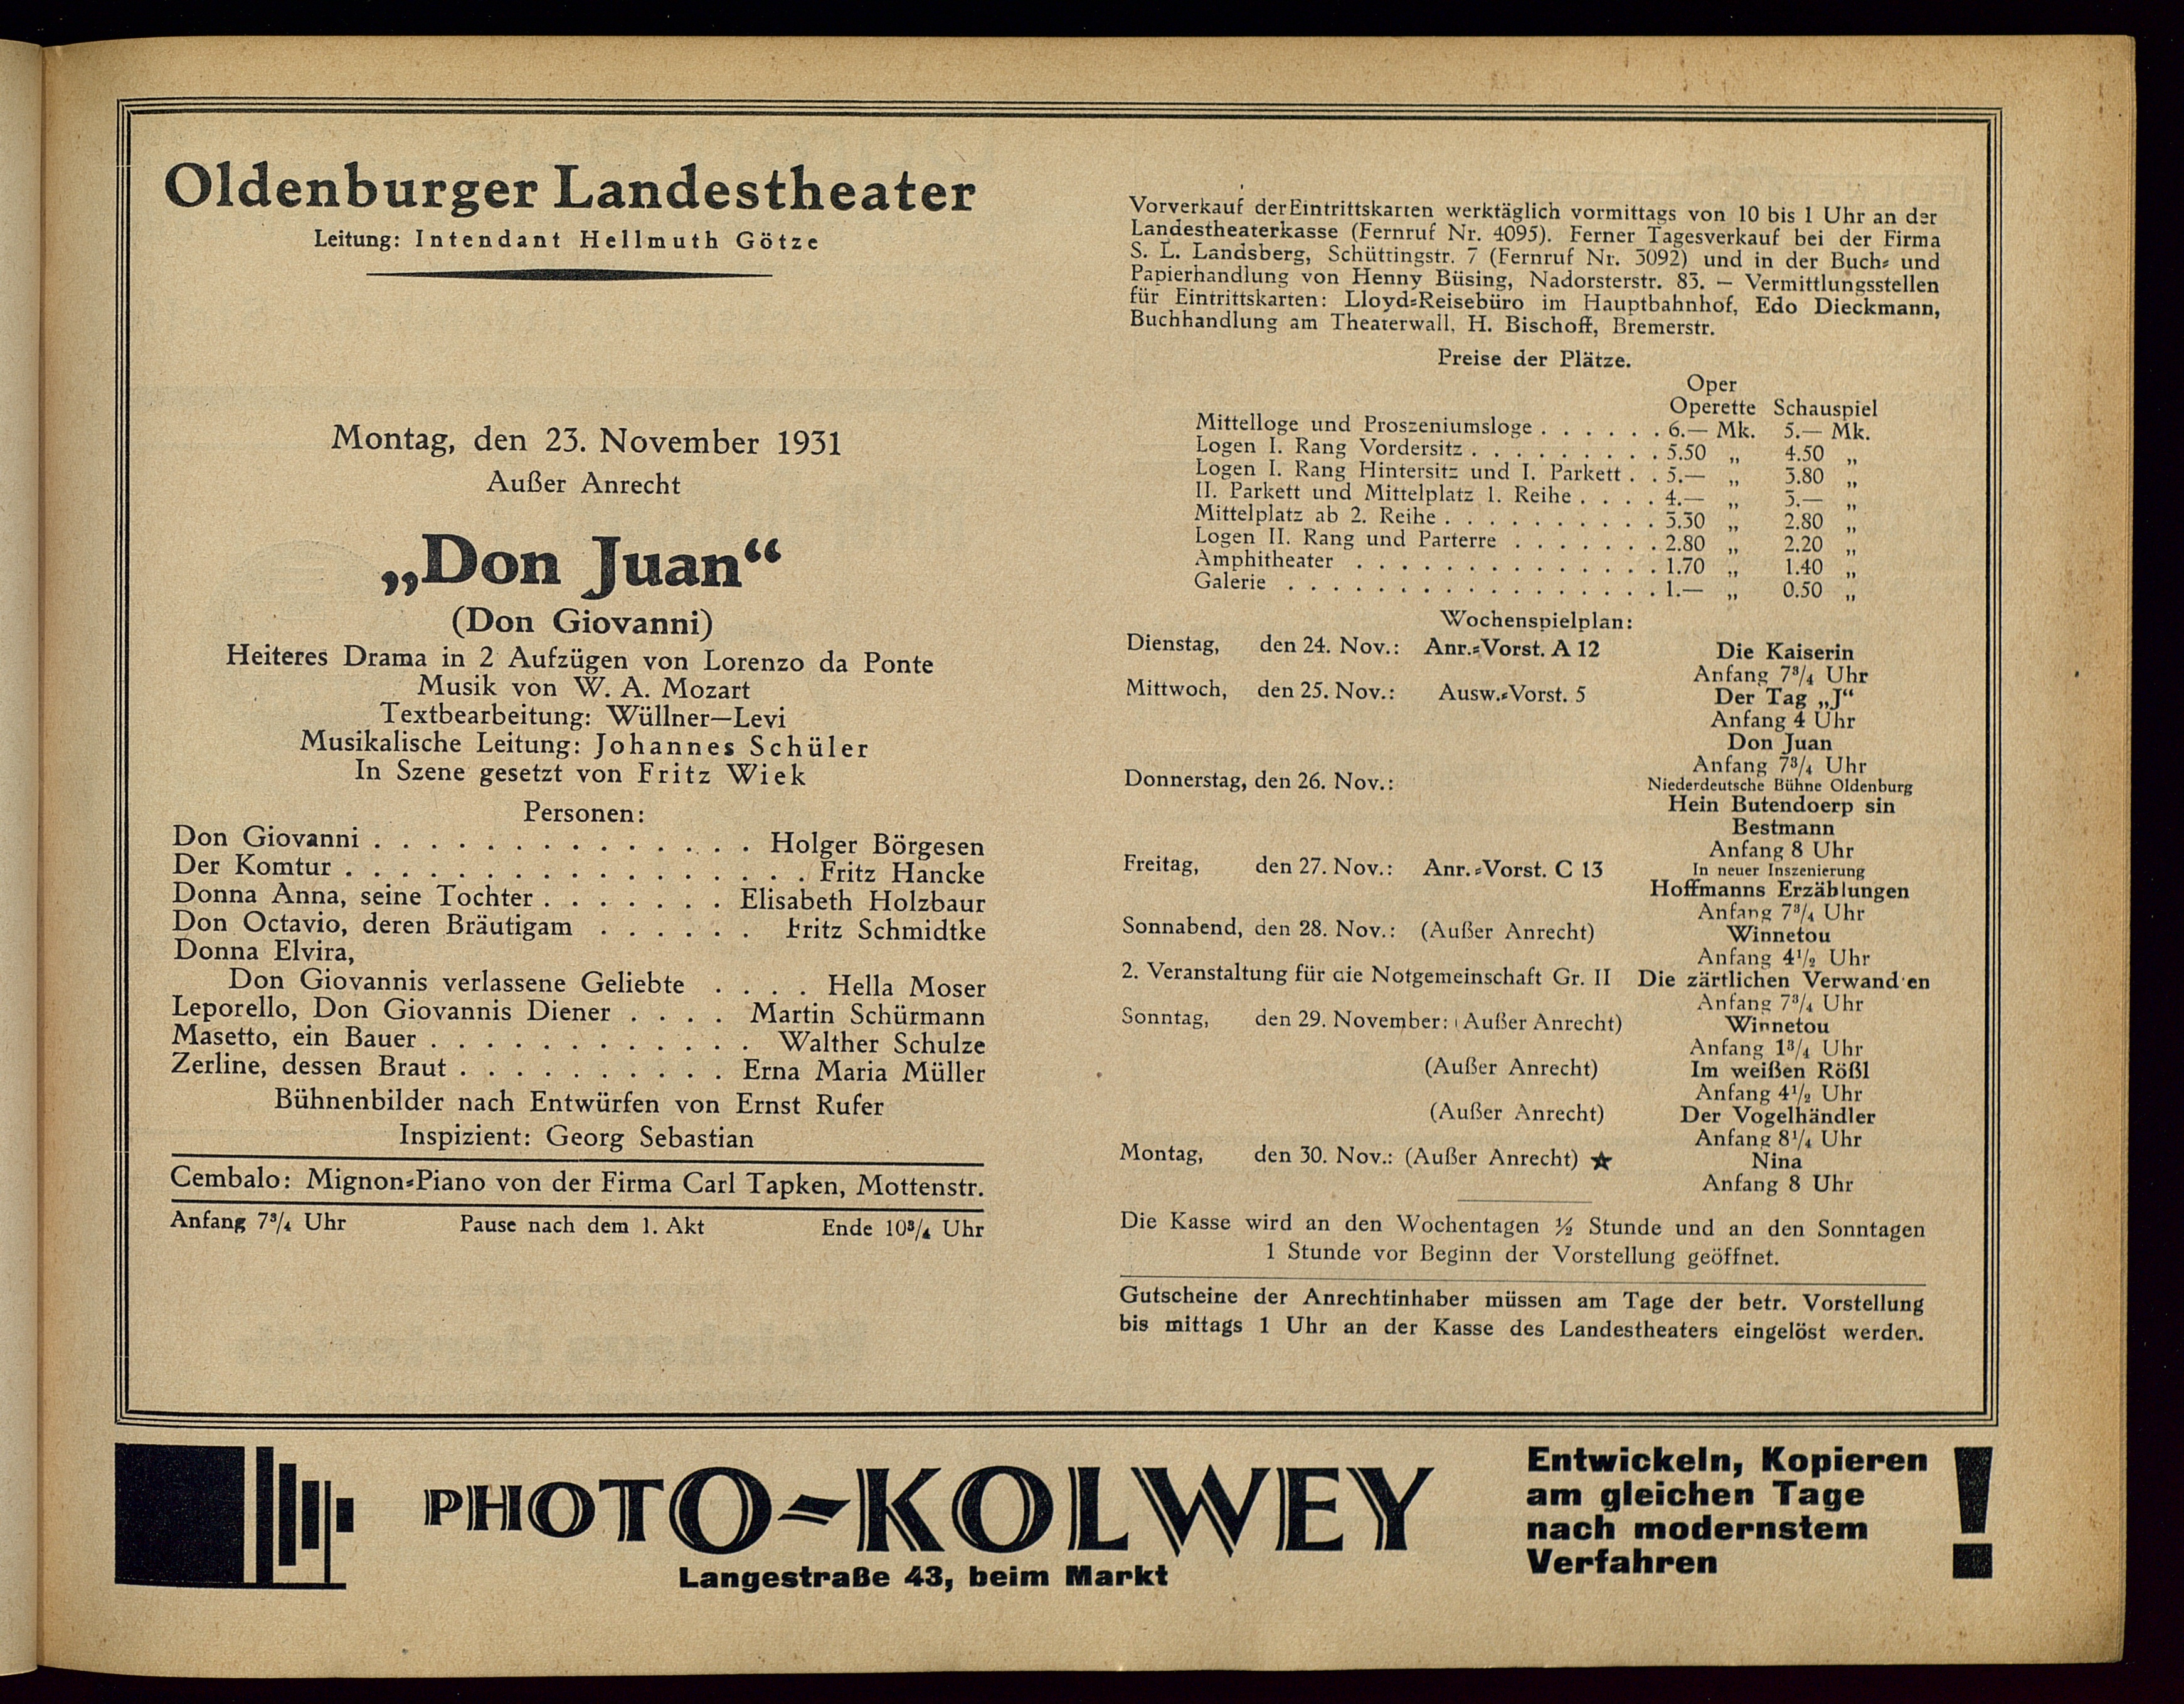 Oldenburger Landestheater
Leitung: Intendant Hellmuth Götze
Montag, den 23. November 1931
Außer Anrecht
„Don Juan“
(Don Giovanni)
Heiteres Drama in 2 Aufzügen von Lorenzo da Ponte
Musik von W. A. Mozart
Textbearbeitung: Wüllner—Levi
Musikalische Leitung: Johannes Schüler
In Szene gesetzt von Fritz Wiek
Personen:
Don Giovanni . . . . . . . . . . . . . . Holger Börgesen
Der Komtur . . . . . . . . . . . . . . . . . Fritz Hancke
Donna Anna, seine Tochter . . . . . . . Elisabeth Holzbaur
Don Octavio, deren Bräutigam . . . . . . Fritz Schmidtke
Donna Elvira,
Don Giovannis verlassene Geliebte . . . . Hella Moser
Leporello, Don Giovannis Diener . . . . Martin Schürmann
Masetto, ein Bauer . . . . . . . . . . . . Walther Schulze
Zerline, dessen Braut . . . . . . . . . . Erna Maria Müller
Bühnenbilder nach Entwürfen von Ernst Rufer
Inspizient: Georg Sebastian
Cembalo: Mignon-Piano von der Firma Carl Tapken, Mottenstr.
Anfang 7¾ Uhr Pause nach dem 1. Akt Ende 10¾ Uhr
Vorverkauf der Eintrittskarten werktäglich vormittags von 10 bis 1 Uhr an der
Landestheaterkasse (Fernruf Nr. 4095). Ferner Tagesverkauf bei der Firma
S. L. Landsberg, Schüttingstr. 7 (Fernruf Nr. 3092) und in der Buch- und
Papierhandlung von Henny Büsing, Nadorsterstr. 83. — Vermittlungsstellen
für Eintrittskarten: Lloyd-Reisebüro im Hauptbahnhof, Edo Dieckmann,
Buchhandlung am Theaterwall, H. Bischoff, Bremerstr.
Preise der Plätze.
Oper
Operette Schauspiel
Mittelloge und Proszeniumsloge . . . . . . 6.— Mk. 5.— Mk.
Logen I. Rang Vordersitz . . . . . . . . . 5.50 „ 4.50 „
Logen I. Rang Hintersitz und I. Parkett . . 5.— „ 3.80 „
II. Parkett und Mittelplatz 1. Reihe . . . . 4.— „ 3.— „
Mittelplatz ab 2. Reihe . . . . . . . . . . 3.30 „ 2.80 „
Logen II. Rang und Parterre . . . . . . . 2.80 „ 2.20 „
Amphitheater . . . . . . . . . . . . . . 1.70 „ 1.40 „
Galerie . . . . . . . . . . . . . . . . . 1.— „ 0.50 „
Wochenspielplan:
Dienstag, den 24. Nov.: Anr.-Vorst. A 12 Die Kaiserin
Anfang 7¾ Uhr
Mittwoch, den 25. Nov.: Ausw.-Vorst. 5 Der Tag „J“
Anfang 4 Uhr
Don Juan
Anfang 7¾ Uhr
Donnerstag, den 26. Nov.: Niederdeutsche Bühne Oldenburg
Hein Butendoerp sin
Bestmann
Anfang 8 Uhr
Freitag, den 27. Nov.: Anr.-Vorst. C 13 In neuer Inszenierung
Hoffmanns Erzählungen
Anfang 7¾ Uhr
Sonnabend, den 28. Nov.: (Außer Anrecht) Winnetou
Anfang 4½ Uhr
2. Veranstaltung für die Notgemeinschaft Gr. II Die zärtlichen Verwandten
Anfang 7¾ Uhr
Sonntag, den 29. November: (Außer Anrecht) Winnetou
Anfang 1¾ Uhr
(Außer Anrecht) Im weißen Rößl
Anfang 4½ Uhr
(Außer Anrecht) Der Vogelhändler
Anfang 8¼ Uhr
Montag, den 30. Nov.: (Außer Anrecht) ★ Nina
Anfang 8 Uhr
Die Kasse wird an den Wochentagen ½ Stunde und an den Sonntagen
1 Stunde vor Beginn der Vorstellung geöffnet.
Gutscheine der Anrechtinhaber müssen am Tage der betr. Vorstellung
bis mittags 1 Uhr an der Kasse des Landestheaters eingelöst werden.
PHOTO-KOLWEY
Langestraße 43, beim Markt
Entwickeln, Kopieren
am gleichen Tage
nach modernstem
Verfahren !